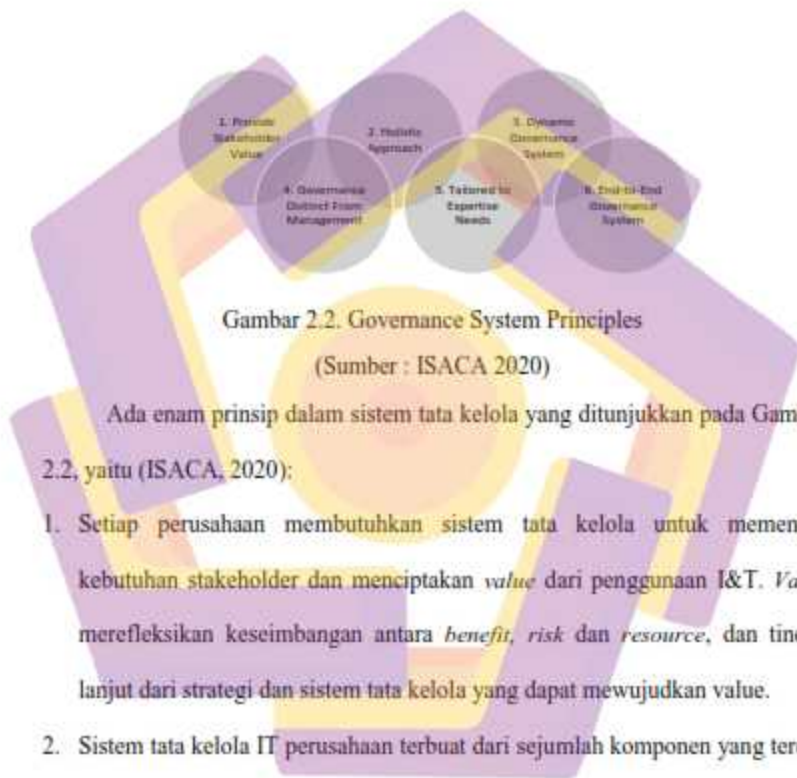 1. Provide
Stakeholder
Value
2. Holistic
Approach
3. Dynamic
Governance
System
4. Governance
Distinct From
Management
5. Tailored to
Expertise
Needs
6. End-to-End
Governance
System
Gambar 2.2. Governance System Principles
(Sumber : ISACA 2020)
Ada enam prinsip dalam sistem tata kelola yang ditunjukkan pada Gam
2.2, yaitu (ISACA, 2020):
1. Setiap perusahaan membutuhkan sistem tata kelola untuk memen
kebutuhan stakeholder dan menciptakan value dari penggunaan I&T. Va
merefleksikan keseimbangan antara benefit, risk dan resource, dan tind
lanjut dari strategi dan sistem tata kelola yang dapat mewujudkan value.
2. Sistem tata kelola IT perusahaan terbuat dari sejumlah komponen yang ter